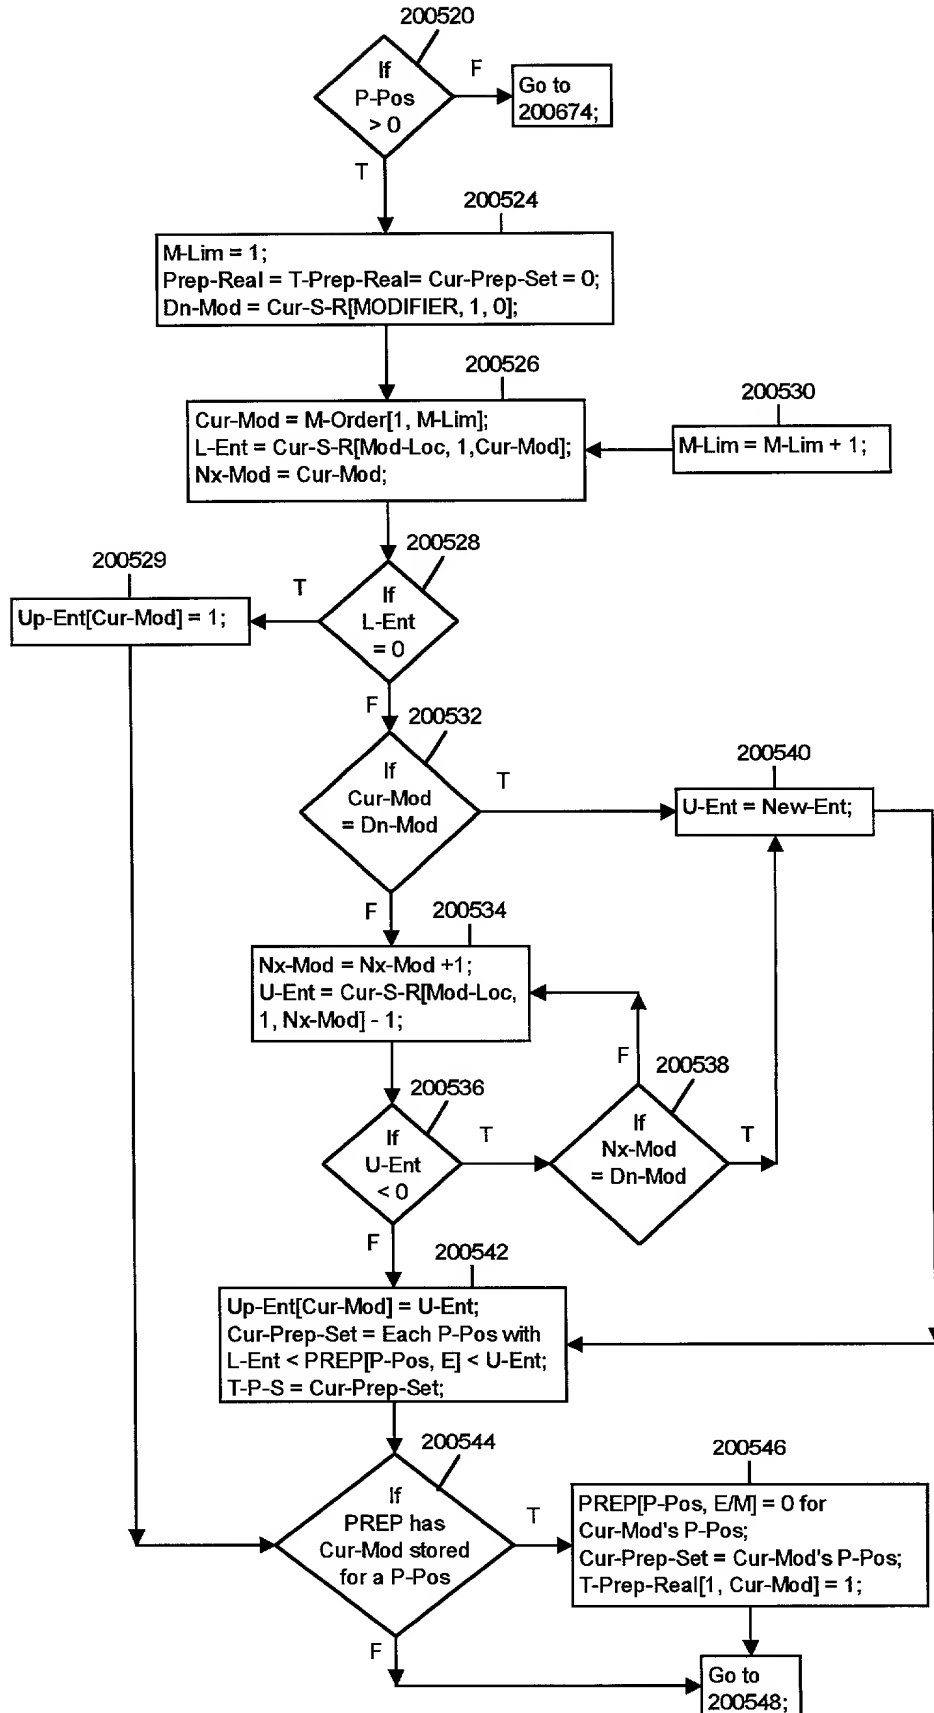 200520
If
P-Pos
> 0
F
Go to
200674;
T
200524
M-Lim = 1;
Prep-Real = T-Prep-Real= Cur-Prep-Set = 0;
Dn-Mod = Cur-S-R[MODIFIER, 1, 0];
200526
Cur-Mod = M-Order[1, M-Lim];
L-Ent = Cur-S-R[Mod-Loc, 1,Cur-Mod];
Nx-Mod = Cur-Mod;
200530
M-Lim = M-Lim + 1;
200528
If
L-Ent
= 0
T
200529
Up-Ent[Cur-Mod] = 1;
F
200532
If
Cur-Mod
= Dn-Mod
T
200540
U-Ent = New-Ent;
F
200534
Nx-Mod = Nx-Mod +1;
U-Ent = Cur-S-R[Mod-Loc,
1, Nx-Mod] - 1;
200536
If
U-Ent
< 0
T
F
200538
If
Nx-Mod
= Dn-Mod
T
F
200542
Up-Ent[Cur-Mod] = U-Ent;
Cur-Prep-Set = Each P-Pos with
L-Ent < PREP[P-Pos, E] < U-Ent;
T-P-S = Cur-Prep-Set;
200544
If
PREP has
Cur-Mod stored
for a P-Pos
T
200546
PREP[P-Pos, E/M] = 0 for
Cur-Mod's P-Pos;
Cur-Prep-Set = Cur-Mod's P-Pos;
T-Prep-Real[1, Cur-Mod] = 1;
F
Go to
200548;